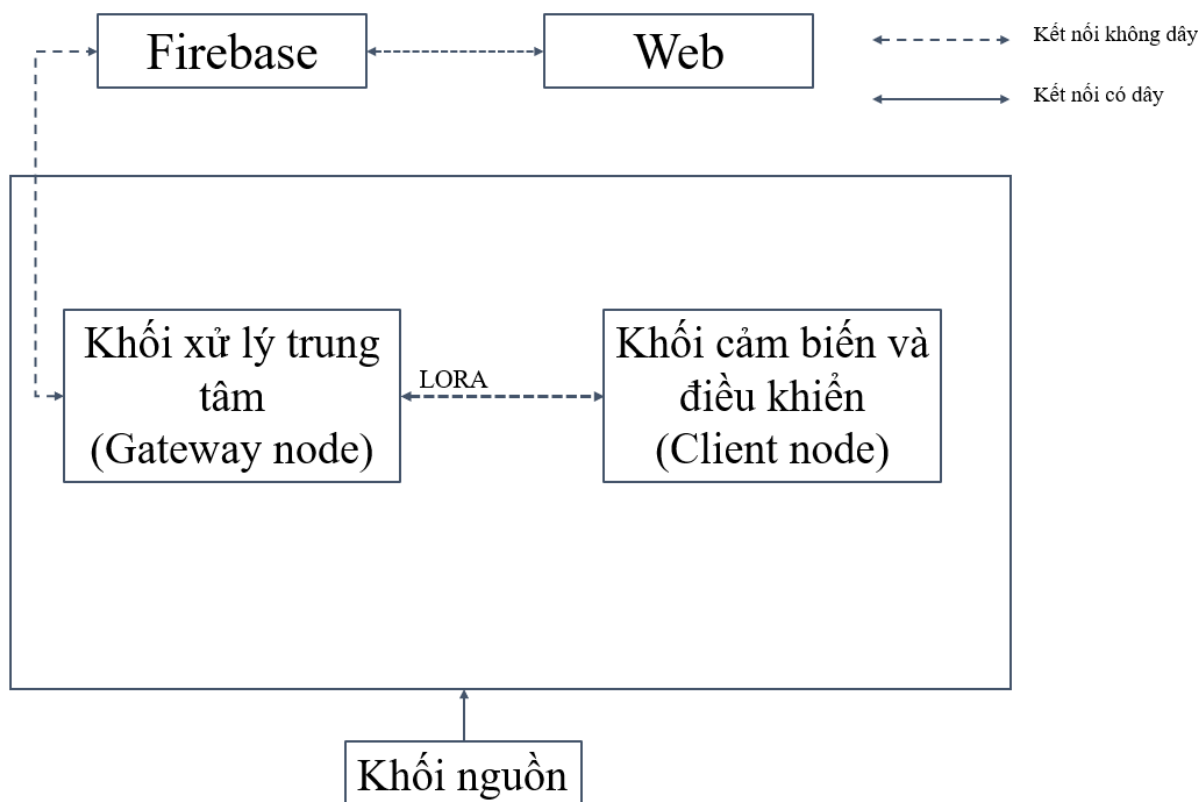 Firebase
Web
Kết nối không dây
Kết nối có dây
Khối xử lý trung
tâm
(Gateway node)
LORA
Khối cảm biến và
điều khiển
(Client node)
Khối nguồn